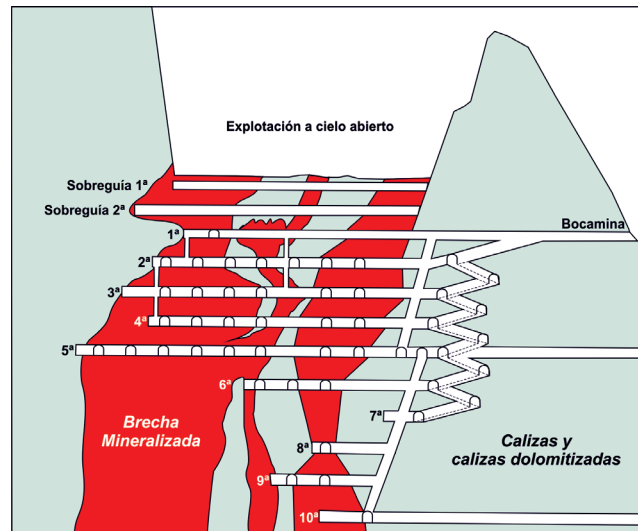 Explotación a cielo abierto
Sobreguía 1ª
Sobreguía 2ª
1ª
Bocamina
2ª
3ª
4ª
5ª
6ª
7ª
Brecha
Mineralizada
Calizas y
calizas dolomitizadas
8ª
9ª
10ª